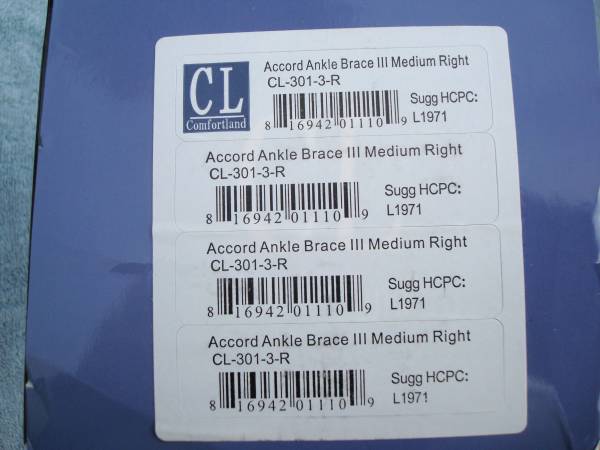 CL
Comfortland
Accord Ankle Brace III Medium Right
CL-301-3-R
Sugg HCPC:
L1971
8 16942 01110 9
Accord Ankle Brace III Medium Right
CL-301-3-R
Sugg HCPC:
L1971
8 16942 01110 9
Accord Ankle Brace III Medium Right
CL-301-3-R
Sugg HCPC:
L1971
8 16942 01110 9
Accord Ankle Brace III Medium Right
CL-301-3-R
Sugg HCPC:
L1971
8 16942 01110 9